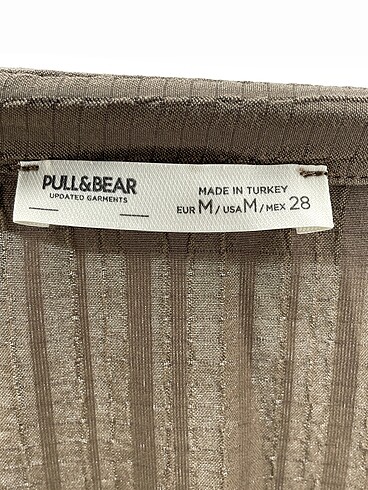 PULL&BEAR
UPDATED GARMENTS
MADE IN TURKEY
EUR M / USA M / MEX 28